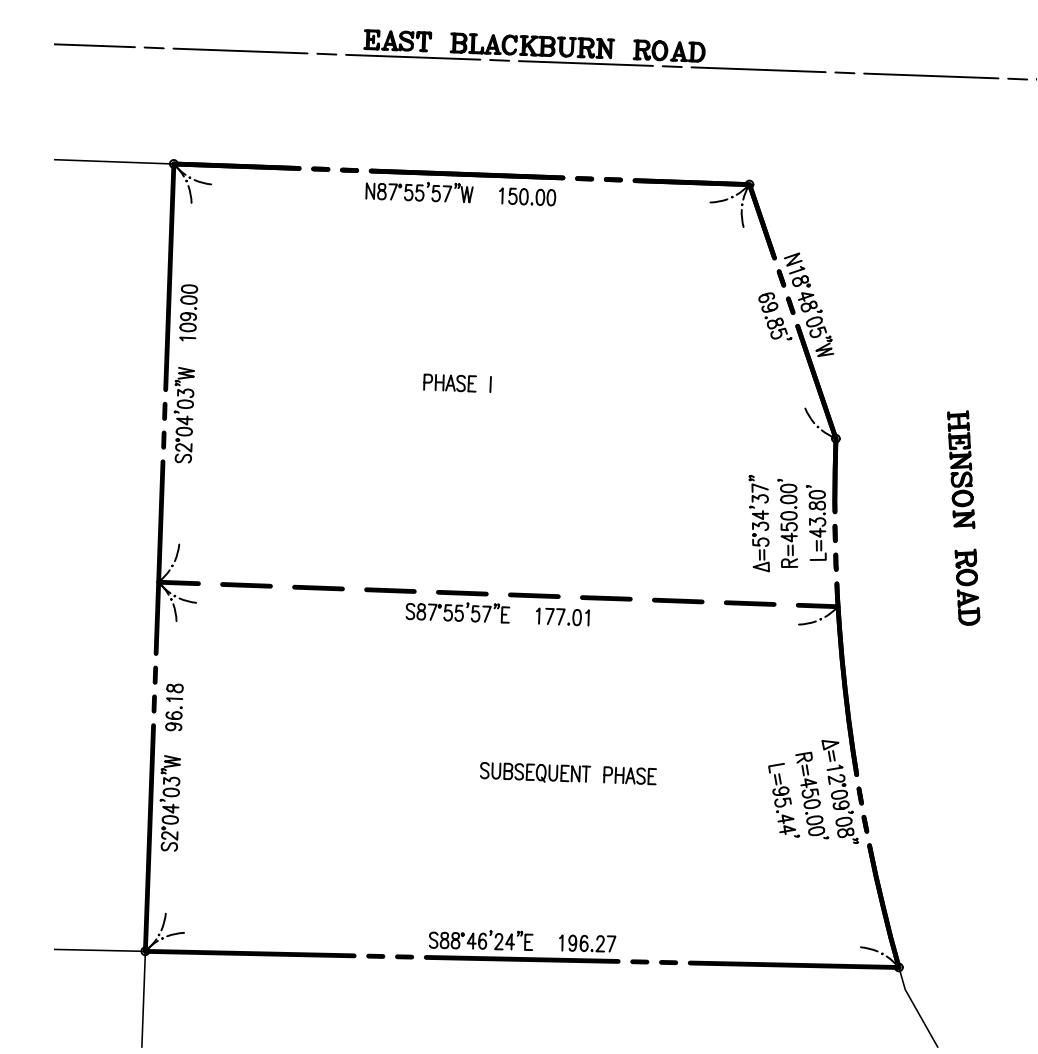 EAST BLACKBURN ROAD
N87°55'57"W 150.00
N18°48'05"W
69.85'
S2°04'03"W 109.00
PHASE I
HENSON ROAD
Δ=5°34'37"
R=450.00'
L=43.80'
S87°55'57"E 177.01
S2°04'03"W 96.18
SUBSEQUENT PHASE
Δ=12°09'08"
R=450.00'
L=95.44'
S88°46'24"E 196.27